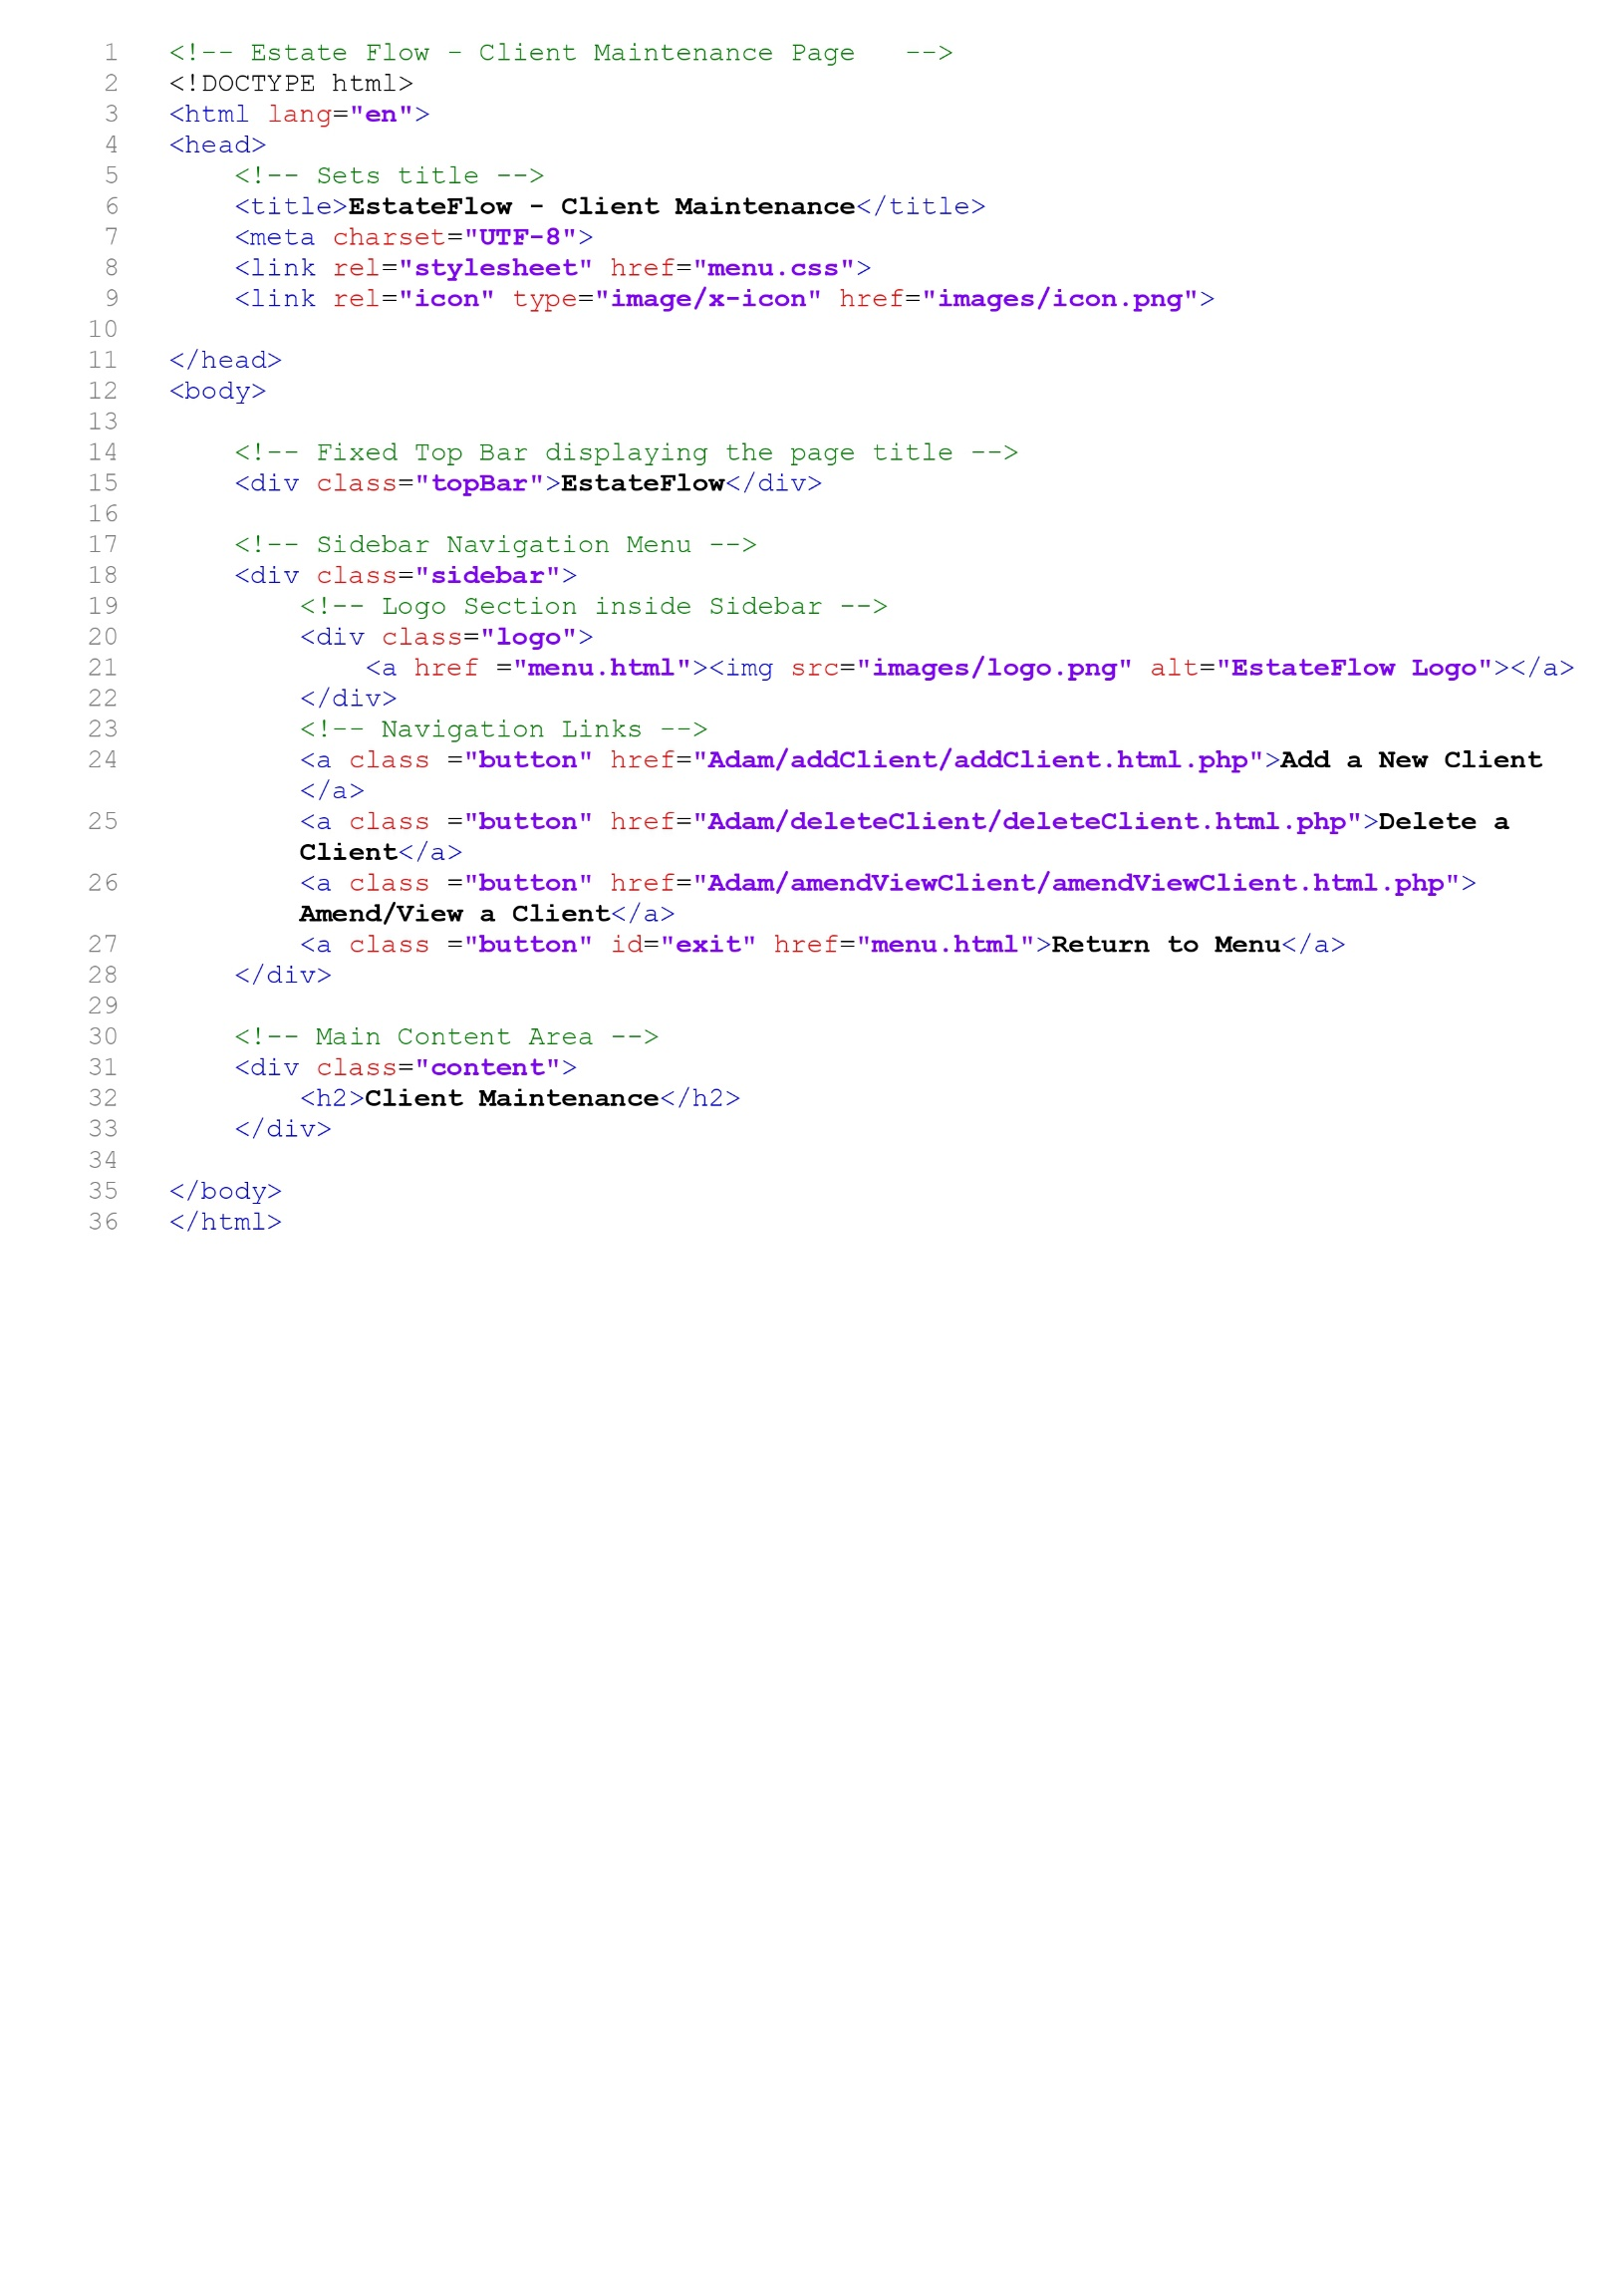 1 <!-- Estate Flow - Client Maintenance Page   -->
2 <!DOCTYPE html>
3 <html lang="en">
4 <head>
5     <!-- Sets title -->
6     <title>EstateFlow - Client Maintenance</title>
7     <meta charset="UTF-8">
8     <link rel="stylesheet" href="menu.css">
9     <link rel="icon" type="image/x-icon" href="images/icon.png">
10
11 </head>
12 <body>
13
14     <!-- Fixed Top Bar displaying the page title -->
15     <div class="topBar">EstateFlow</div>
16
17     <!-- Sidebar Navigation Menu -->
18     <div class="sidebar">
19         <!-- Logo Section inside Sidebar -->
20         <div class="logo">
21             <a href ="menu.html"><img src="images/logo.png" alt="EstateFlow Logo"></a>
22         </div>
23         <!-- Navigation Links -->
24         <a class ="button" href="Adam/addClient/addClient.html.php">Add a New Client
        </a>
25         <a class ="button" href="Adam/deleteClient/deleteClient.html.php">Delete a
        Client</a>
26         <a class ="button" href="Adam/amendViewClient/amendViewClient.html.php">
        Amend/View a Client</a>
27         <a class ="button" id="exit" href="menu.html">Return to Menu</a>
28     </div>
29
30     <!-- Main Content Area -->
31     <div class="content">
32         <h2>Client Maintenance</h2>
33     </div>
34
35 </body>
36 </html>